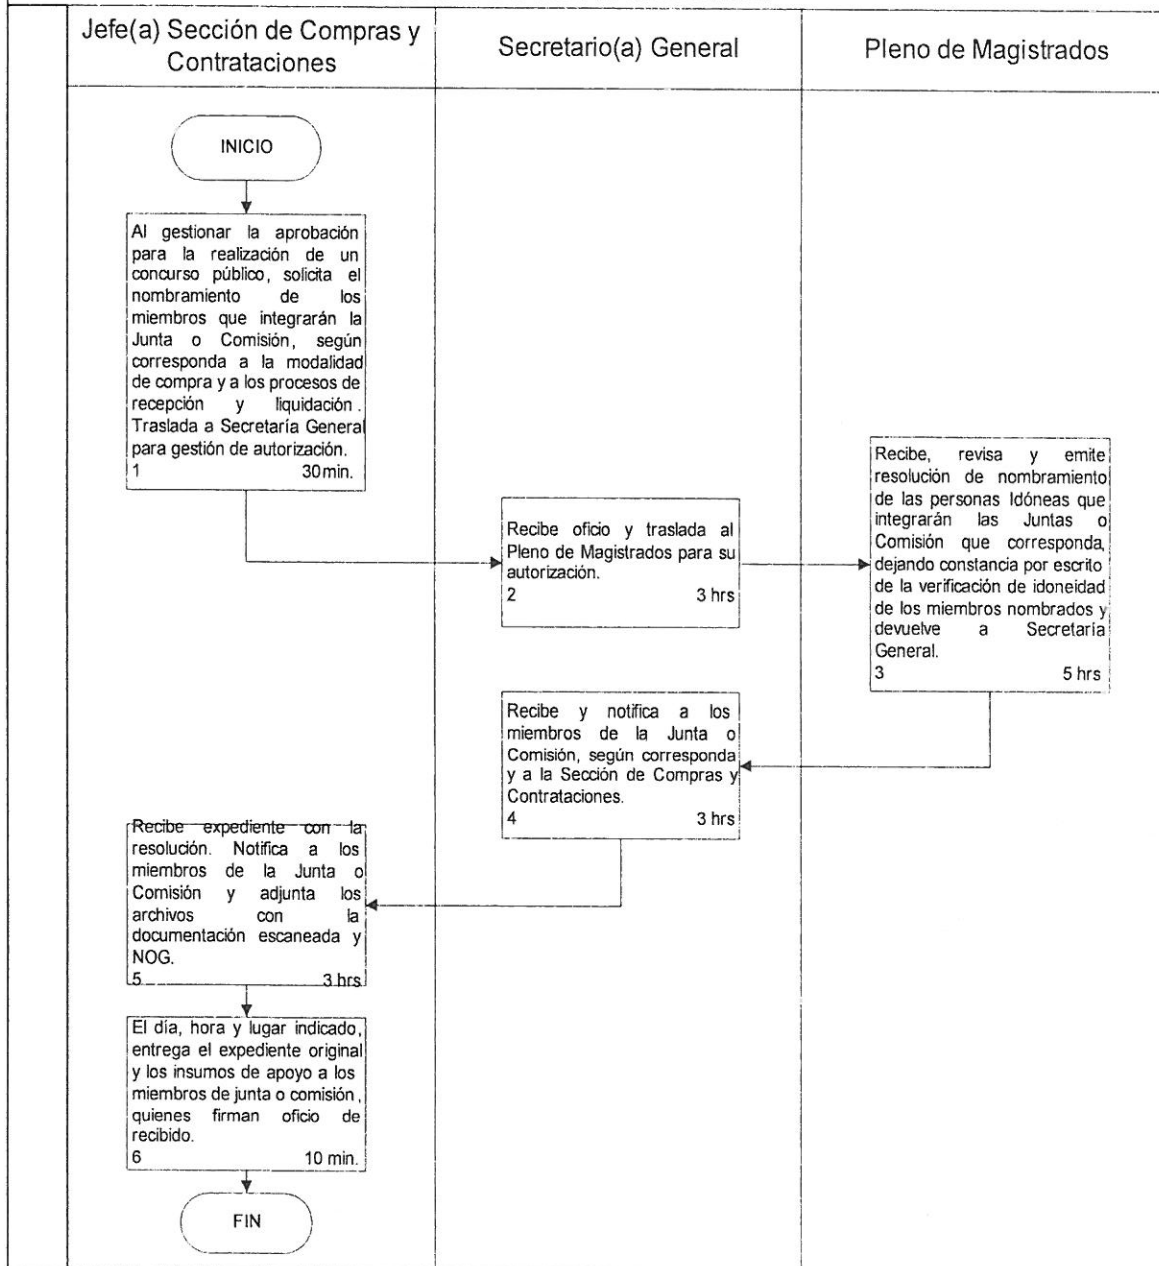 Jefe(a) Sección de Compras y
Contrataciones
Secretario(a) General
Pleno de Magistrados
INICIO
Al gestionar la aprobación
para la realización de un
concurso público, solicita el
nombramiento de los
miembros que integrarán la
Junta o Comisión, según
corresponda a la modalidad
de compra y a los procesos de
recepción y liquidación.
Traslada a Secretaría General
para gestión de autorización.
1 30 min.
Recibe oficio y traslada al
Pleno de Magistrados para su
autorización.
2 3 hrs
Recibe, revisa y emite
resolución de nombramiento
de las personas Idóneas que
integrarán las Juntas o
Comisión que corresponda,
dejando constancia por escrito
de la verificación de idoneidad
de los miembros nombrados y
devuelve a Secretaría
General.
3 5 hrs
Recibe y notifica a los
miembros de la Junta o
Comisión, según corresponda
y a la Sección de Compras y
Contrataciones.
4 3 hrs
Recibe expediente con la
resolución. Notifica a los
miembros de la Junta o
Comisión y adjunta los
archivos con la
documentación escaneada y
NOG.
5 3 hrs
El día, hora y lugar indicado,
entrega el expediente original
y los insumos de apoyo a los
miembros de junta o comisión,
quienes firman oficio de
recibido.
6 10 min.
FIN